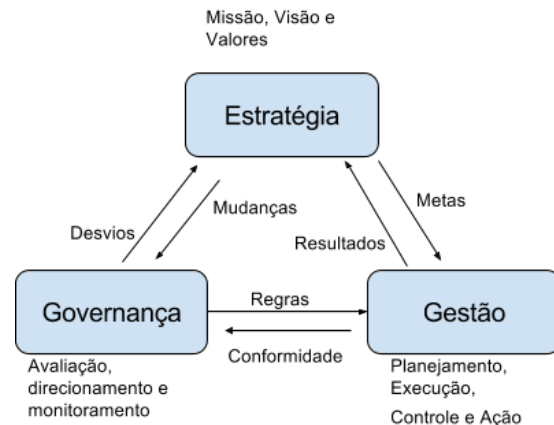 Missão, Visão e
Valores
Estratégia
Desvios
Mudanças
Metas
Resultados
Governança
Regras
Gestão
Conformidade
Avaliação,
direcionamento e
monitoramento
Planejamento,
Execução,
Controle e Ação